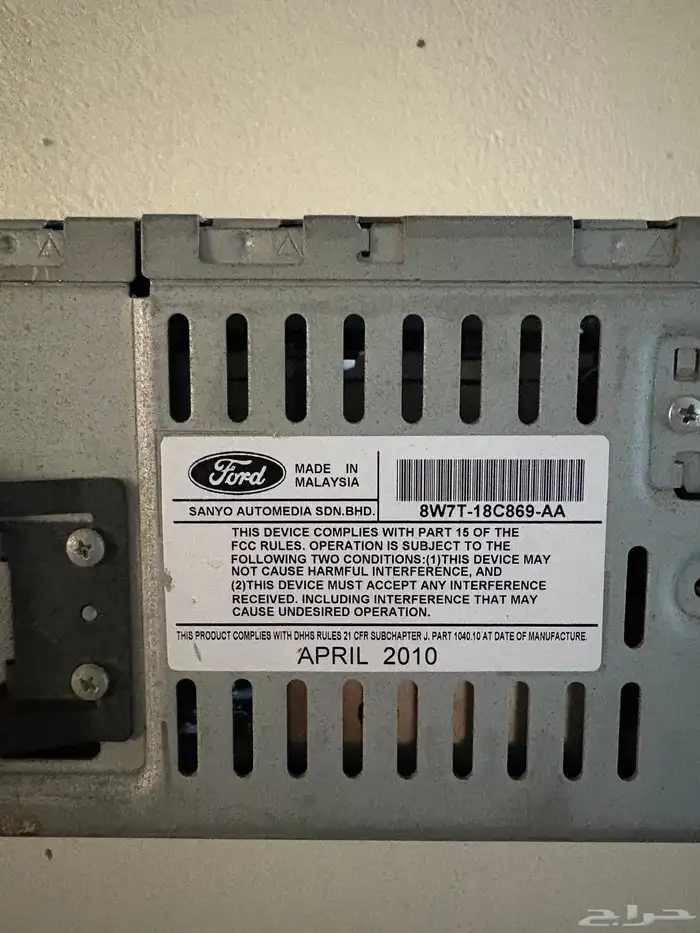 Ford
MADE IN
MALAYSIA
SANYO AUTOMEDIA SDN.BHD.
8W7T-18C869-AA
THIS DEVICE COMPLIES WITH PART 15 OF THE
FCC RULES. OPERATION IS SUBJECT TO THE
FOLLOWING TWO CONDITIONS:(1)THIS DEVICE MAY
NOT CAUSE HARMFUL INTERFERENCE, AND
(2)THIS DEVICE MUST ACCEPT ANY INTERFERENCE
RECEIVED. INCLUDING INTERFERENCE THAT MAY
CAUSE UNDESIRED OPERATION.
THIS PRODUCT COMPLIES WITH DHHS RULES 21 CFR SUBCHAPTER J, PART 1040.10 AT DATE OF MANUFACTURE.
APRIL 2010
حراج